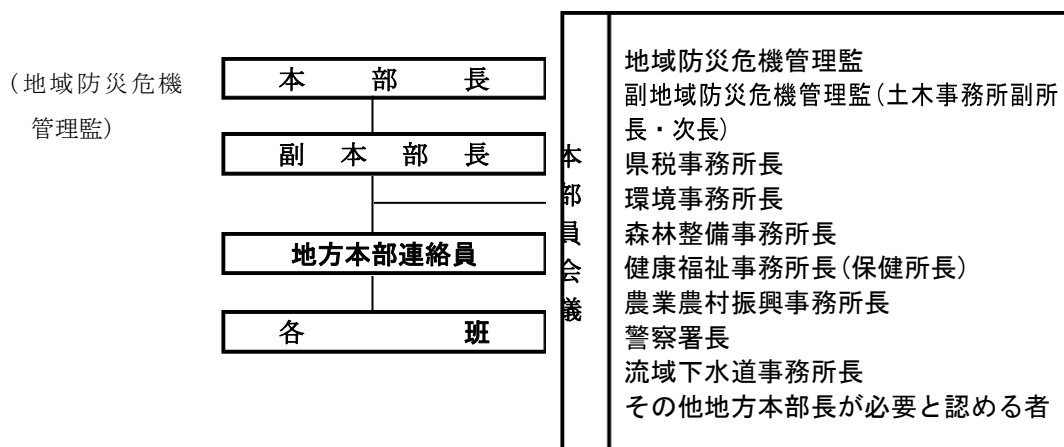 （地域防災危機
管理監）
本部長
副本部長
地方本部連絡員
各班
本部員会議
地域防災危機管理監
副地域防災危機管理監（土木事務所副所
長・次長）
県税事務所長
環境事務所長
森林整備事務所長
健康福祉事務所長（保健所長）
農業農村振興事務所長
警察署長
流域下水道事務所長
その他地方本部長が必要と認める者